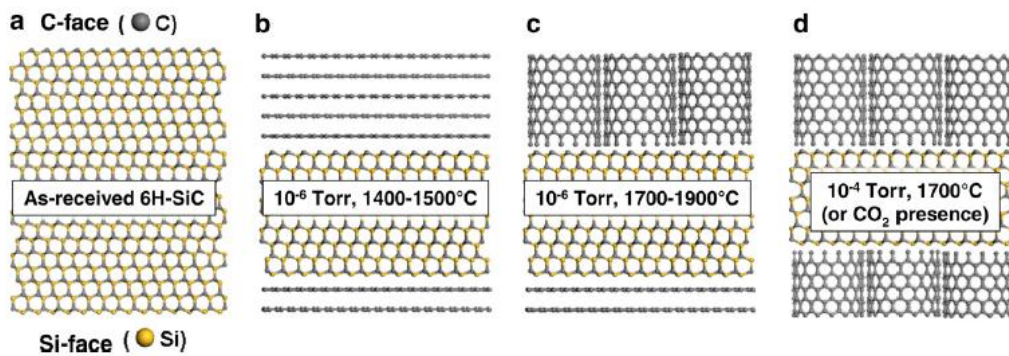 a
C-face ( C)
b
c
d
As-received 6H-SiC
10⁻⁶ Torr, 1400-1500°C
10⁻⁶ Torr, 1700-1900°C
10⁻⁴ Torr, 1700°C
(or CO₂ presence)
Si-face ( Si)